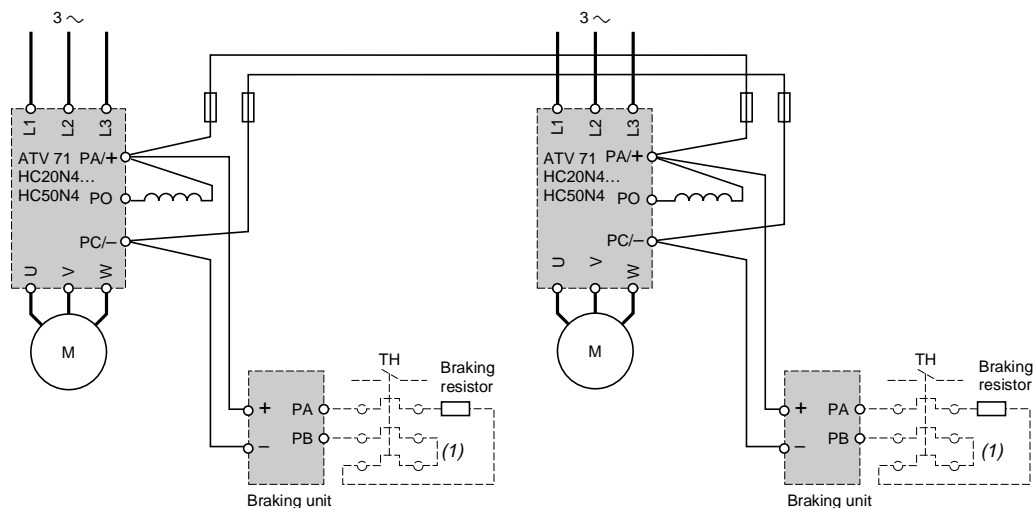 3 ~
3 ~
L1 L2 L3
L1 L2 L3
ATV 71 PA/+
HC20N4…
HC50N4 PO
PC/–
U V W
M
ATV 71 PA/+
HC20N4…
HC50N4 PO
PC/–
U V W
M
TH
Braking
resistor
+ PA
– PB
(1)
Braking unit
TH
Braking
resistor
+ PA
– PB
(1)
Braking unit